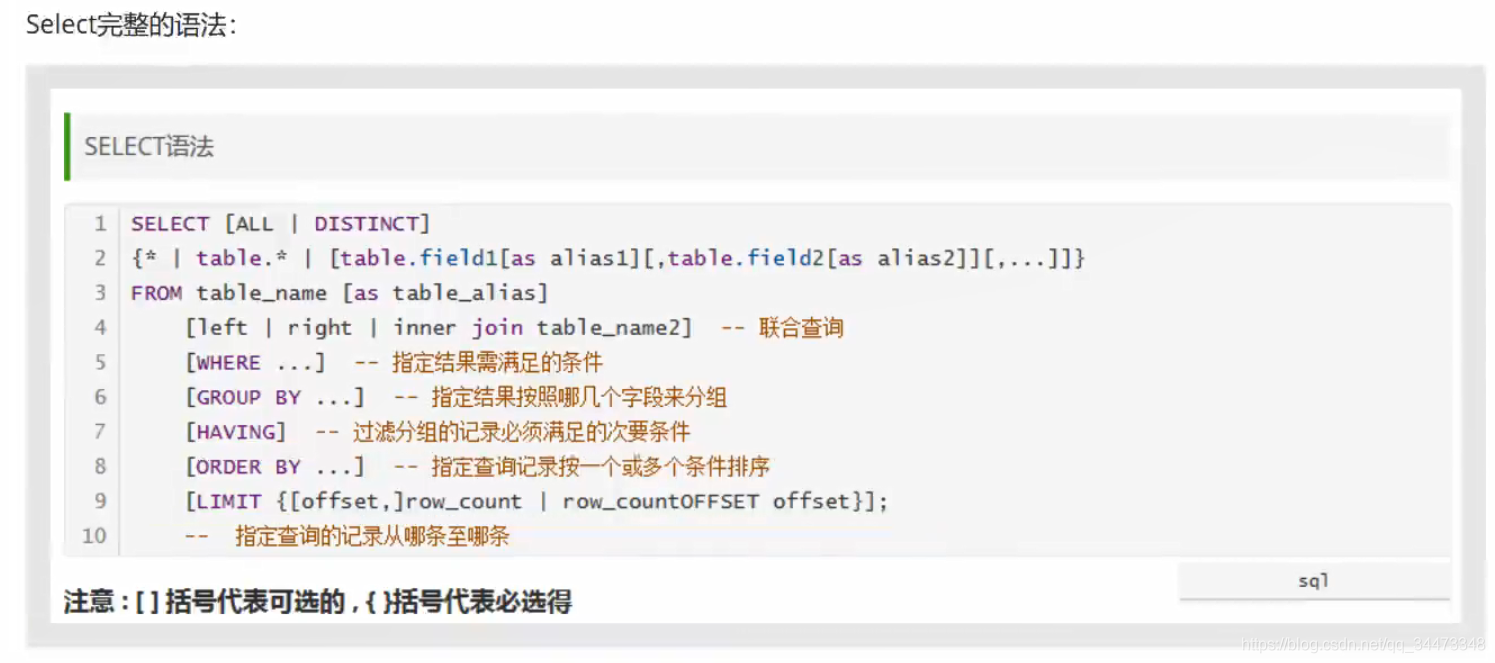 Select完整的语法：
SELECT语法
1 SELECT [ALL | DISTINCT]
2 {* | table.* | [table.field1[as alias1][,table.field2[as alias2]][,...]]}
3 FROM table_name [as table_alias]
4 [left | right | inner join table_name2] -- 联合查询
5 [WHERE ...] -- 指定结果需满足的条件
6 [GROUP BY ...] -- 指定结果按照哪几个字段来分组
7 [HAVING] -- 过滤分组的记录必须满足的次要条件
8 [ORDER BY ...] -- 指定查询记录按一个或多个条件排序
9 [LIMIT {[offset,]row_count | row_countOFFSET offset}];
10 -- 指定查询的记录从哪条至哪条
sql
注意 : [ ] 括号代表可选的 , { }括号代表必选得
https://blog.csdn.net/qq_34473348